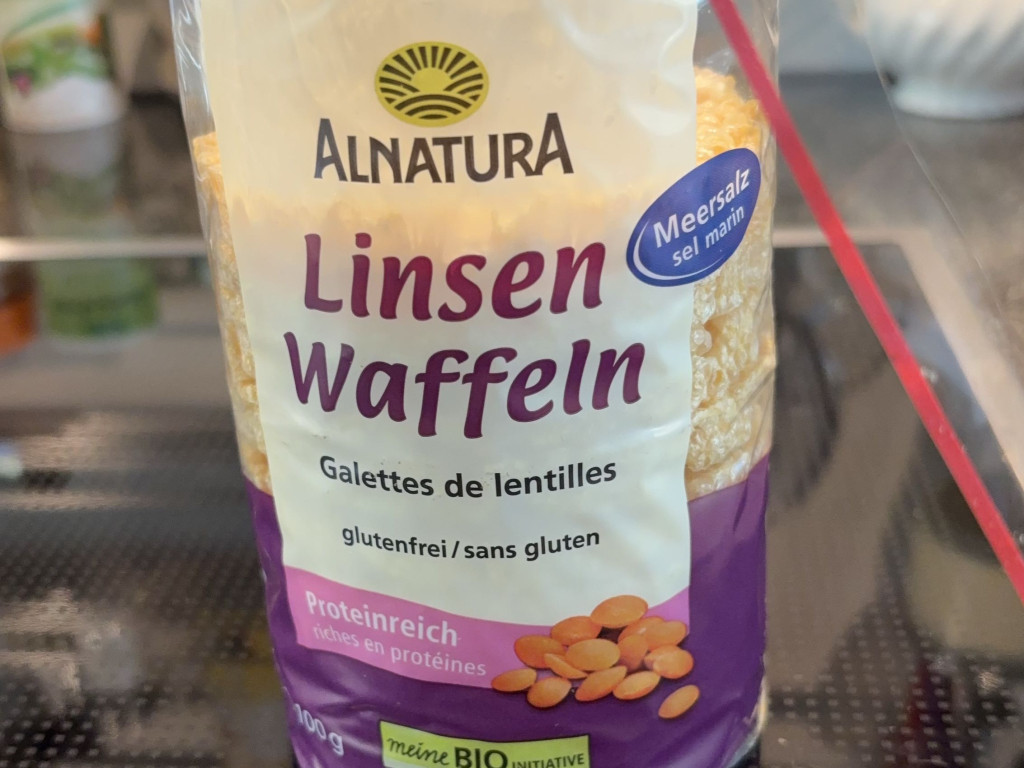 ALNATURA
Meersalz
sel marin
Linsen
Waffeln
Galettes de lentilles
glutenfrei / sans gluten
Proteinreich
riches en protéines
100 g
meine BIO INITIATIVE